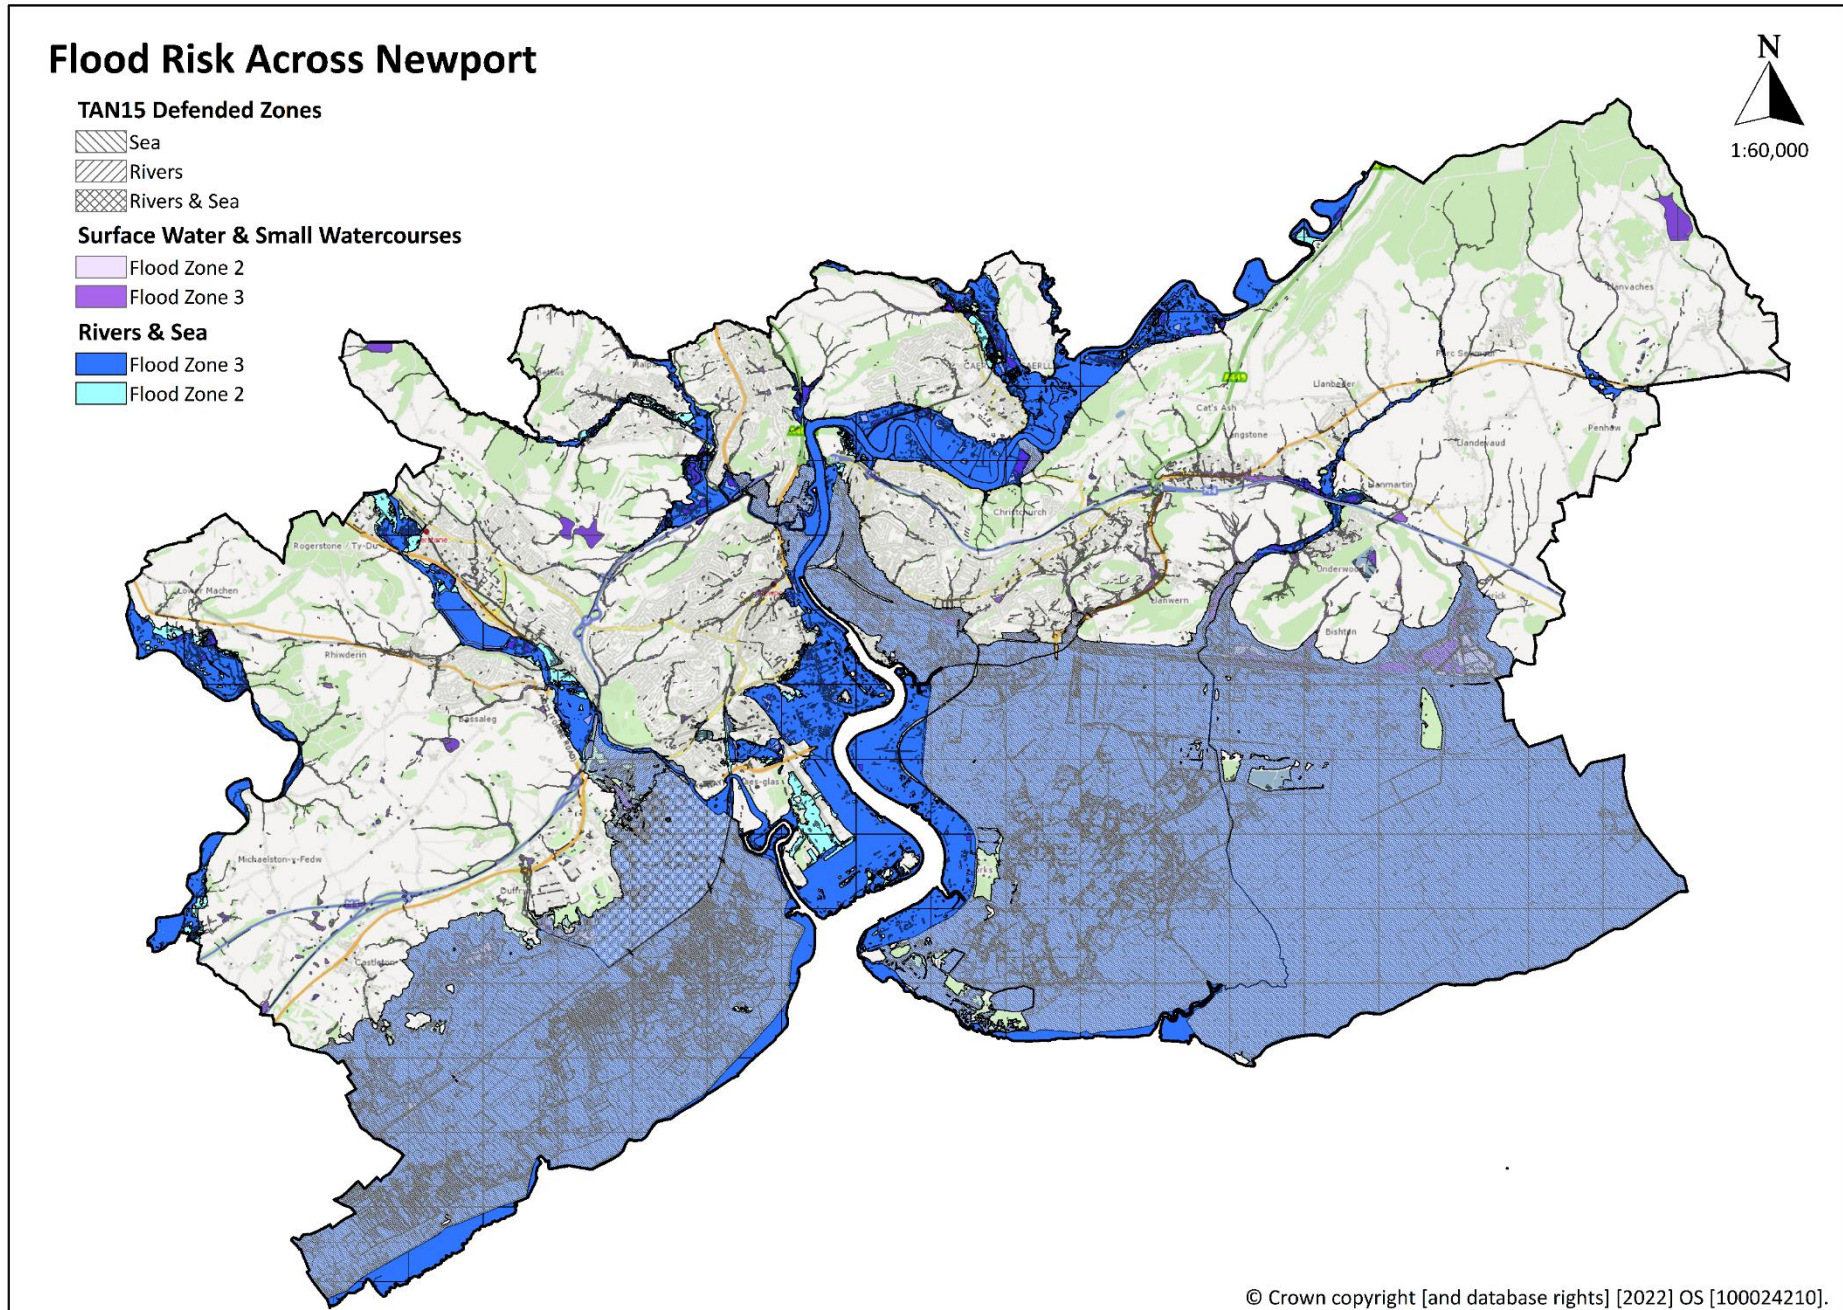 Flood Risk Across Newport
TAN15 Defended Zones
Sea
Rivers
Rivers & Sea
Surface Water & Small Watercourses
Flood Zone 2
Flood Zone 3
Rivers & Sea
Flood Zone 3
Flood Zone 2
N
1:60,000
Llanvaches
Parc Seymour
Llanbeder
Cat's Ash
Penhow
Llandevaud
Llanmartin
Christchurch
Rogerstone / Ty-Du
Lower Machen
Underwood
Llanwern
Bishton
Rhiwderin
Bassaleg
Michaelston-y-Fedw
Castleton
© Crown copyright [and database rights] [2022] OS [100024210].